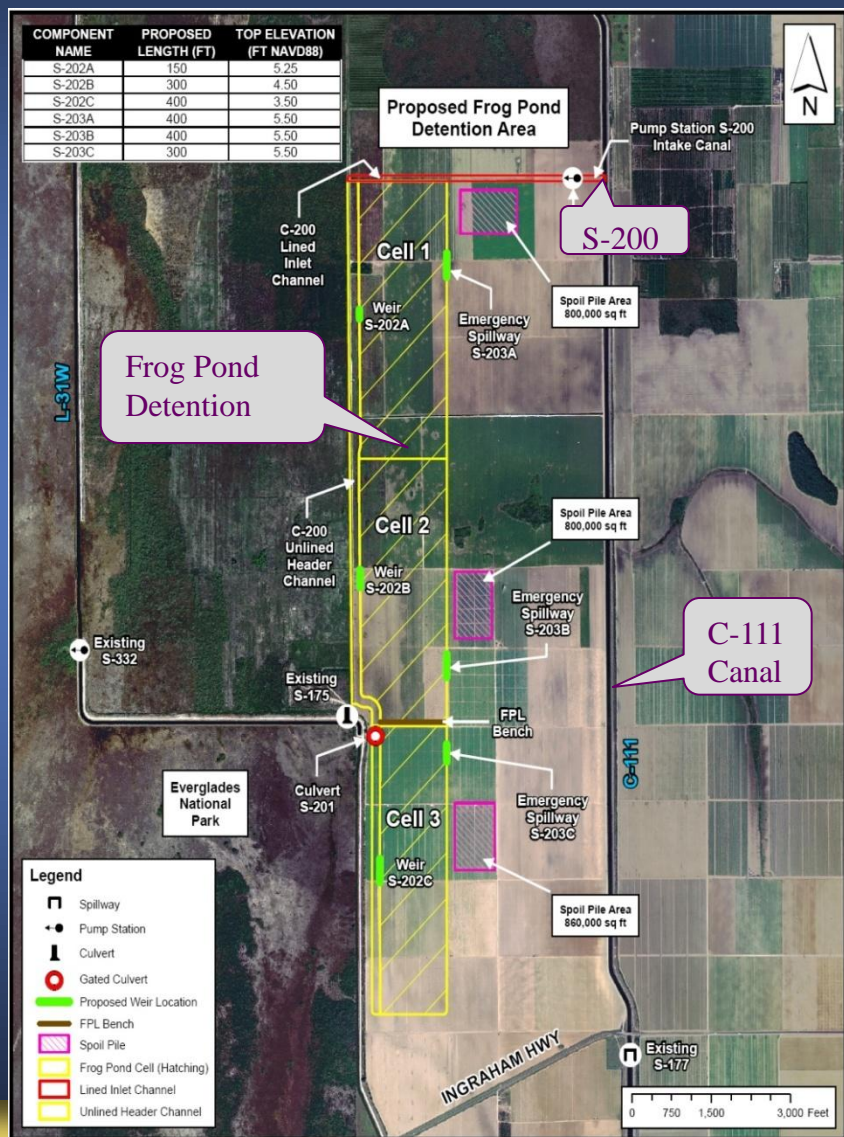 COMPONENT NAME PROPOSED LENGTH (FT) TOP ELEVATION (FT NAVD88)
S-202A 150 5.25
S-202B 300 4.50
S-202C 400 3.50
S-203A 400 5.50
S-203B 400 5.50
S-203C 300 5.50
N
Proposed Frog Pond
Detention Area
Pump Station S-200
Intake Canal
S-200
C-200
Lined
Inlet
Channel
Cell 1
Weir
S-202A
Emergency
Spillway
S-203A
Spoil Pile Area
800,000 sq ft
Frog Pond
Detention
L-31W
C-200
Unlined
Header
Channel
Cell 2
Weir
S-202B
Spoil Pile Area
800,000 sq ft
Emergency
Spillway
S-203B
C-111
Canal
Existing
S-332
Existing
S-175
FPL
Bench
C-111
Culvert
S-201
Everglades
National
Park
Emergency
Spillway
S-203C
Cell 3
Weir
S-202C
Spoil Pile Area
860,000 sq ft
Legend
Spillway
Pump Station
Culvert
Gated Culvert
Proposed Weir Location
FPL Bench
Spoil Pile
Frog Pond Cell (Hatching)
Lined Inlet Channel
Unlined Header Channel
INGRAHAM HWY
Existing
S-177
0 750 1,500 3,000 Feet